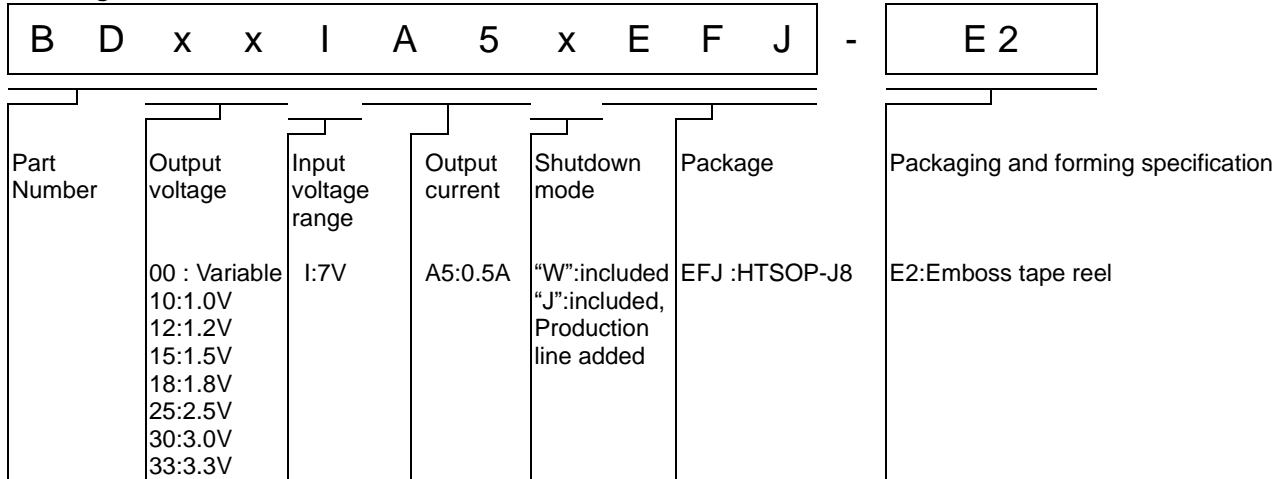 B D x x I A 5 x E F J - E 2
Part Number
Output voltage
Input voltage range
Output current
Shutdown mode
Package
Packaging and forming specification
00 : Variable
10:1.0V
12:1.2V
15:1.5V
18:1.8V
25:2.5V
30:3.0V
33:3.3V
I:7V
A5:0.5A
“W”:included
“J”:included,
Production
line added
EFJ :HTSOP-J8
E2:Emboss tape reel